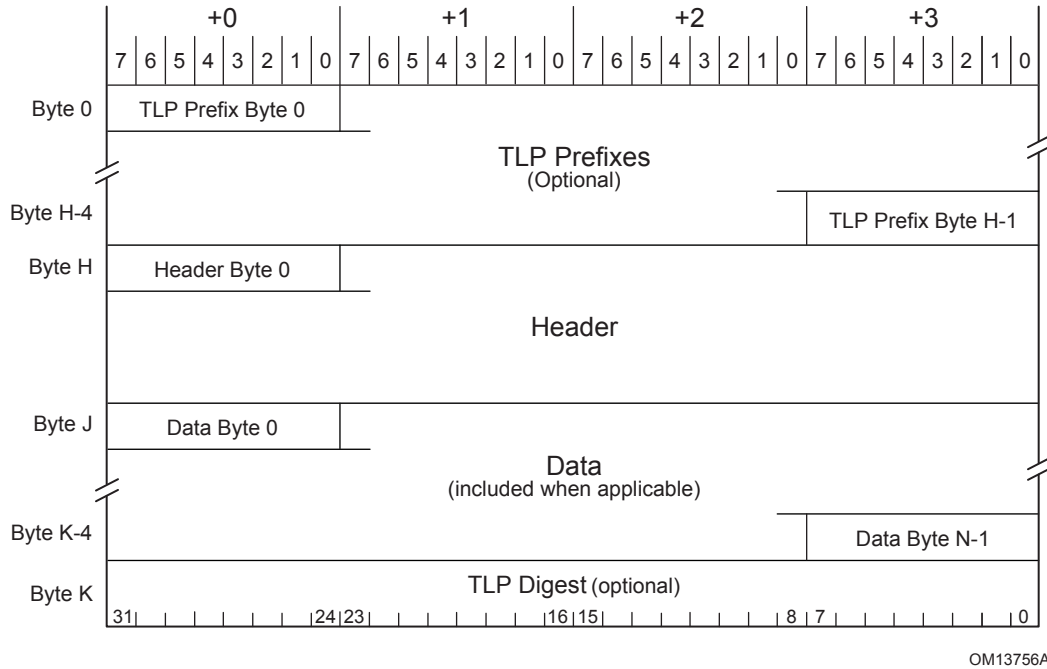 +0 +1 +2 +3
7 6 5 4 3 2 1 0 7 6 5 4 3 2 1 0 7 6 5 4 3 2 1 0 7 6 5 4 3 2 1 0
Byte 0 TLP Prefix Byte 0
TLP Prefixes
(Optional)
Byte H-4 TLP Prefix Byte H-1
Byte H Header Byte 0
Header
Byte J Data Byte 0
Data
(included when applicable)
Byte K-4 Data Byte N-1
Byte K TLP Digest (optional)
31 24 23 16 15 8 7 0
OM13756A